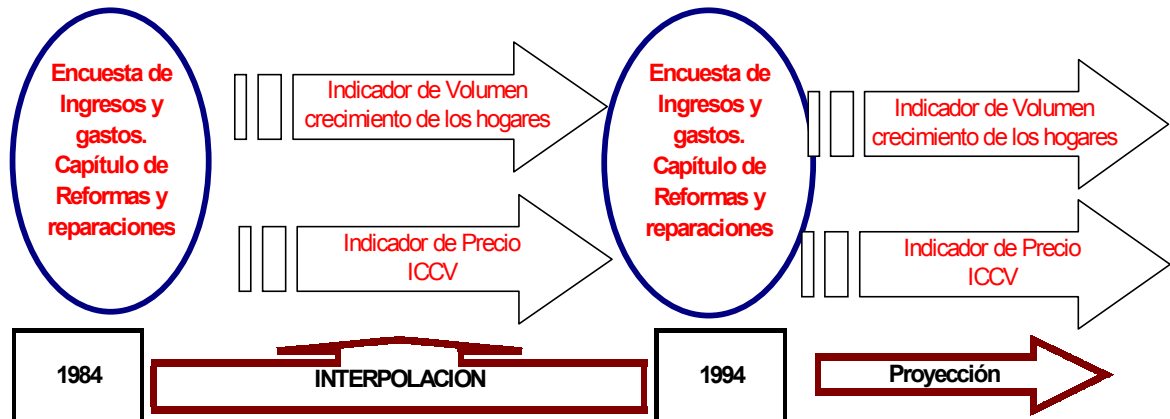 Encuesta de
Ingresos y
gastos.
Capítulo de
Reformas y
reparaciones
Indicador de Volumen
crecimiento de los hogares
Indicador de Precio
ICCV
Encuesta de
Ingresos y
gastos.
Capítulo de
Reformas y
reparaciones
Indicador de Volumen
crecimiento de los hogares
Indicador de Precio
ICCV
1984
INTERPOLACION
1994
Proyección